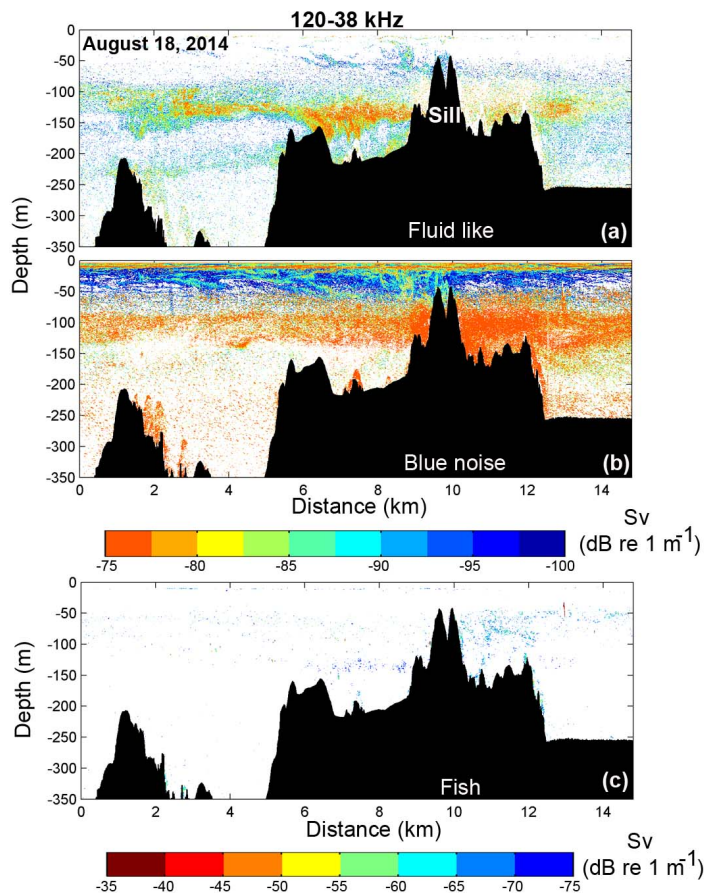 120-38 kHz
August 18, 2014
0
-50
-100
-150
-200
-250
-300
-350
Depth (m)
Sill
Fluid like
(a)
0
-50
-100
-150
-200
-250
-300
-350
Blue noise
(b)
0 2 4 6 8 10 12 14
Distance (km)
Sv
(dB re 1 m⁻¹)
-75 -80 -85 -90 -95 -100
0
-50
-100
-150
-200
-250
-300
-350
Depth (m)
Fish
(c)
0 2 4 6 8 10 12 14
Distance (km)
Sv
(dB re 1 m⁻¹)
-35 -40 -45 -50 -55 -60 -65 -70 -75